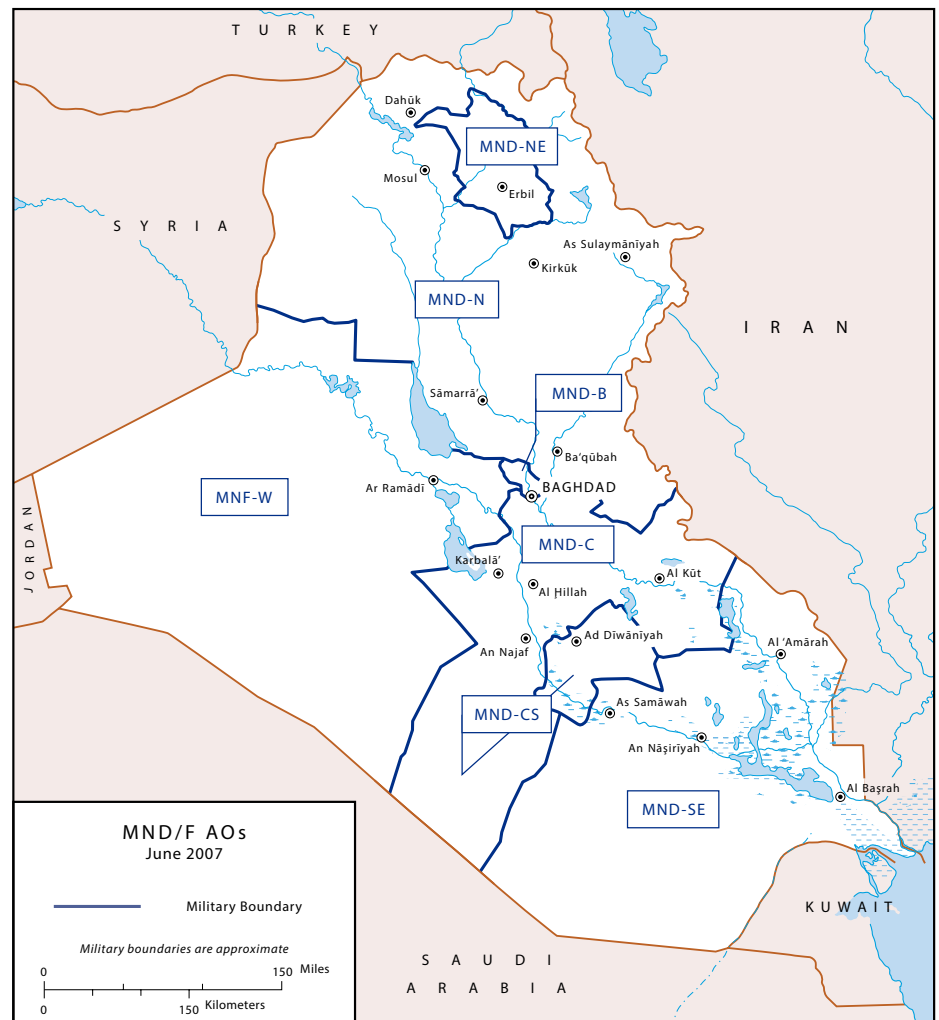 TURKEY
Dahūk
MND-NE
Mosul
Erbil
SYRIA
As Sulaymānīyah
Kirkūk
MND-N
IRAN
Sāmarrā’
MND-B
Ba‘qūbah
Ar Ramādī
MNF-W
BAGHDAD
JORDAN
MND-C
Karbalā’
Al Kūt
Al Ḩillah
Ad Dīwānīyah
An Najaf
Al ‘Amārah
MND-CS
As Samāwah
An Nāşirīyah
Al Başrah
MND-SE
KUWAIT
SAUDI
ARABIA
MND/F AOs
June 2007
Military Boundary
Military boundaries are approximate
0 150 Miles
0 150 Kilometers